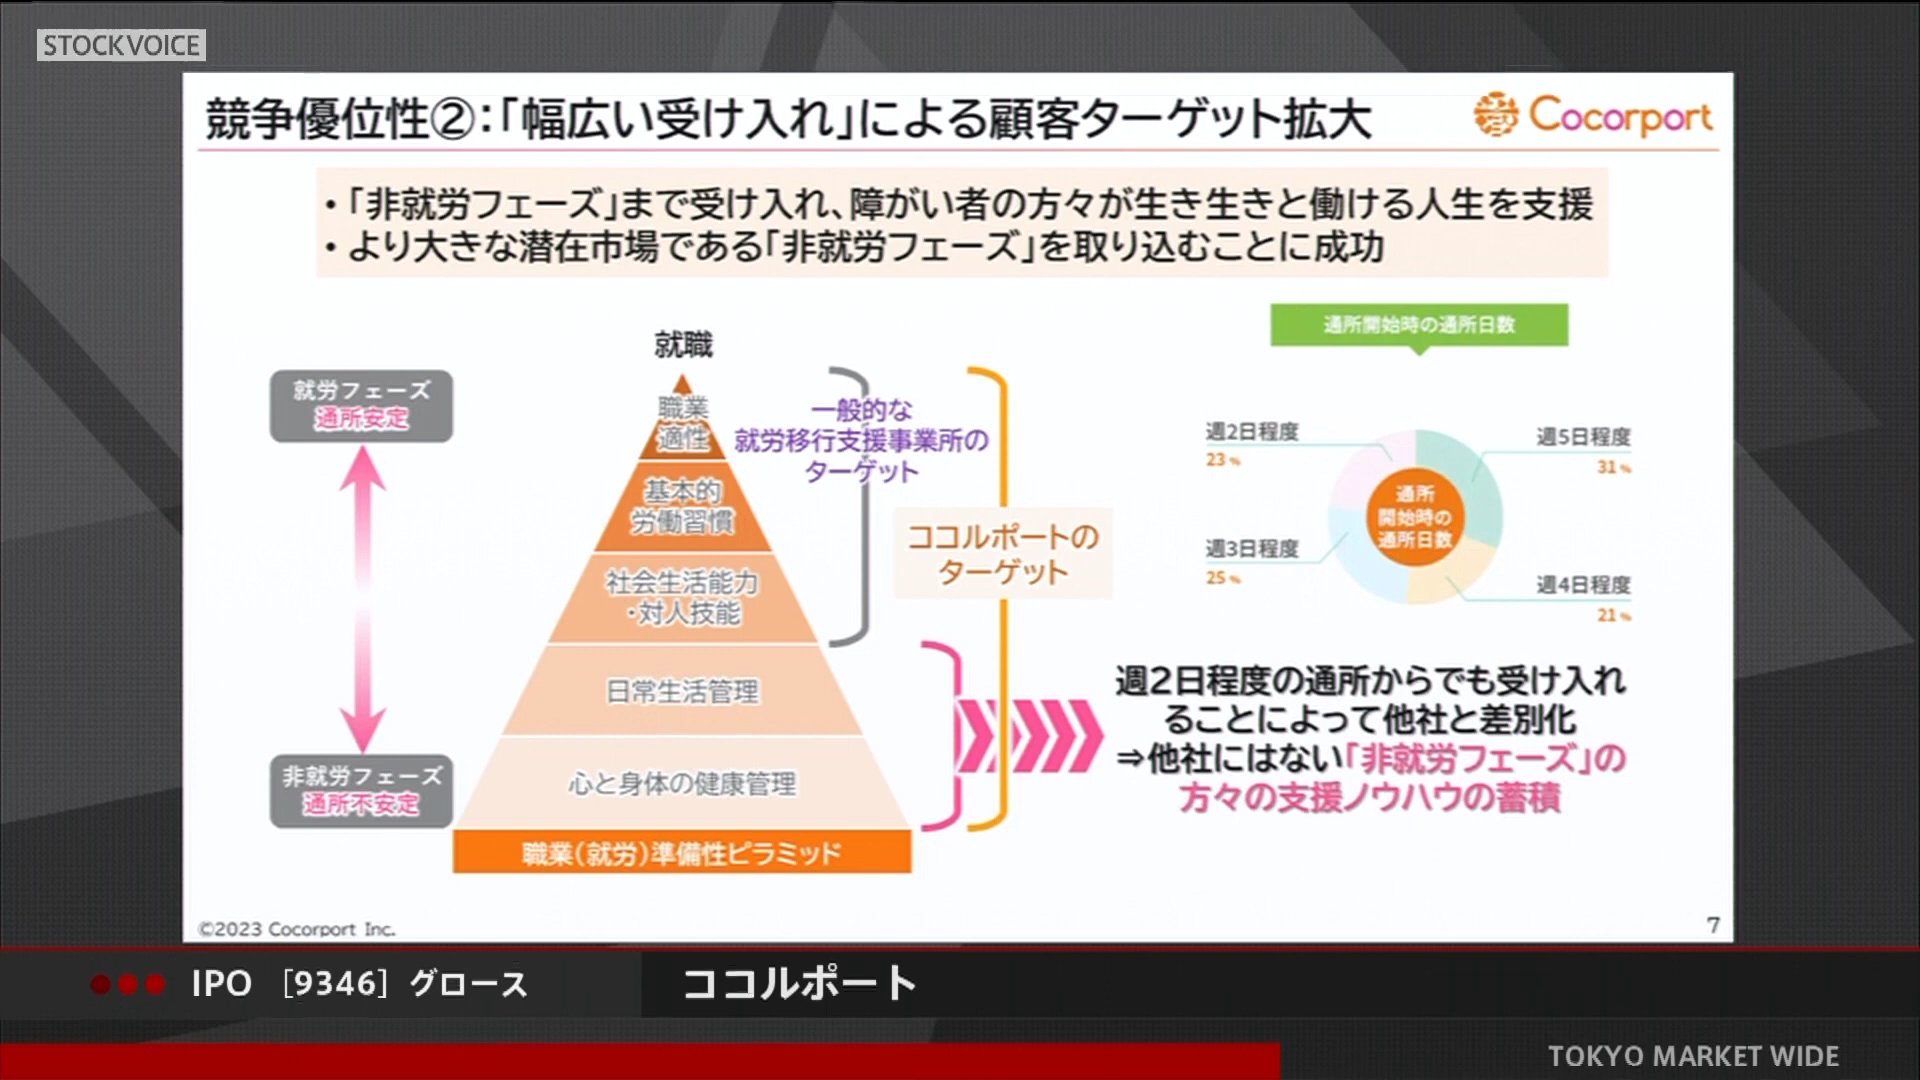 STOCKVOICE
競争優位性②：「幅広い受け入れ」による顧客ターゲット拡大
Cocorport
・「非就労フェーズ」まで受け入れ、障がい者の方々が生き生きと働ける人生を支援
・より大きな潜在市場である「非就労フェーズ」を取り込むことに成功
就労フェーズ
通所安定
非就労フェーズ
通所不安定
就職
職業
適性
基本的
労働習慣
社会生活能力
・対人技能
日常生活管理
心と身体の健康管理
職業（就労）準備性ピラミッド
一般的な
就労移行支援事業所の
ターゲット
ココルポートの
ターゲット
通所開始時の通所日数
週2日程度
23%
週5日程度
31%
週3日程度
25%
週4日程度
21%
通所
開始時の
通所日数
週2日程度の通所からでも受け入れ
ることによって他社と差別化
⇒他社にはない「非就労フェーズ」の
方々の支援ノウハウの蓄積
©2023 Cocorport Inc.
7
IPO [9346] グロース
ココルポート
TOKYO MARKET WIDE